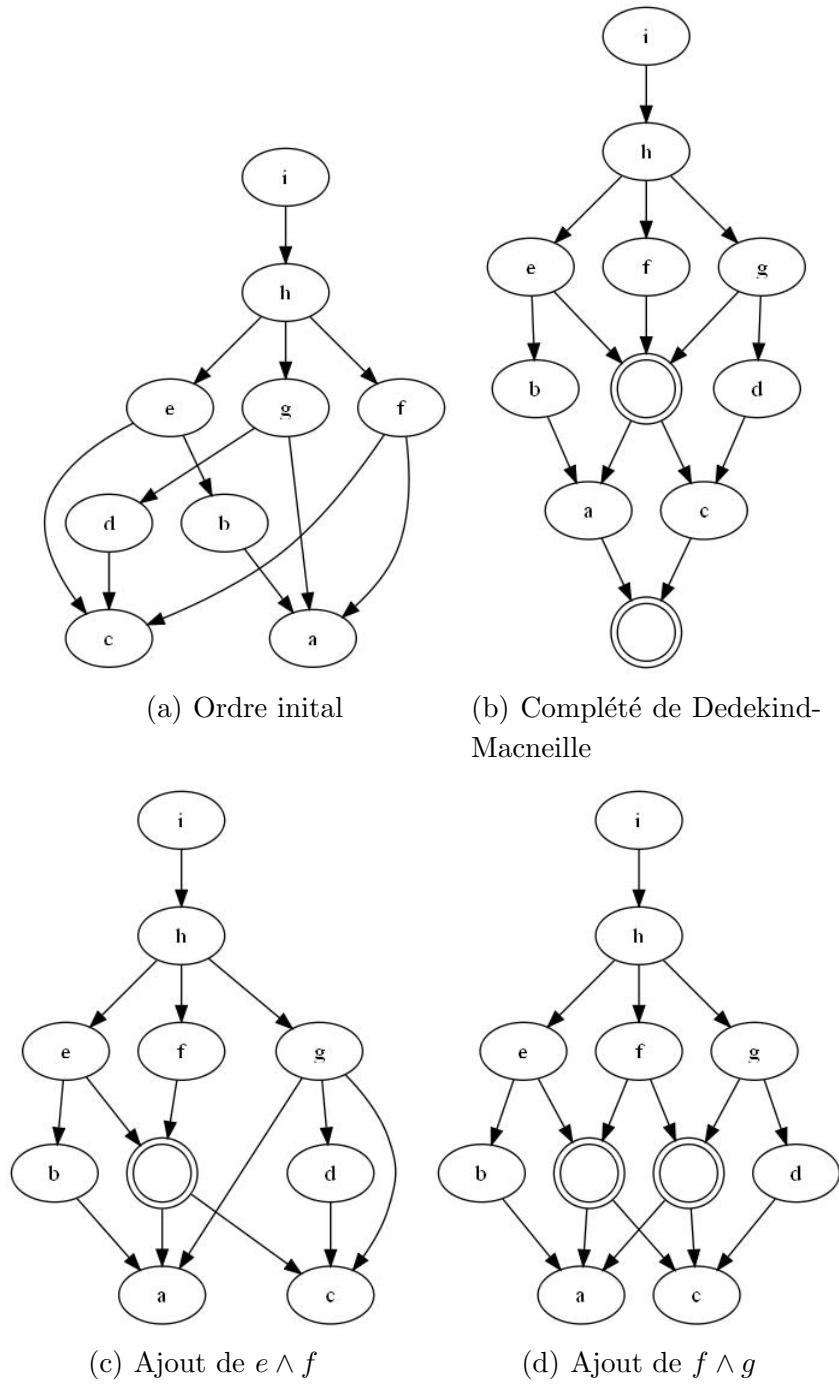 i
i
h
h
e
f
g
e
g
f
b
d
d
b
a
c
c
a
(a) Ordre inital
(b) Complété de Dedekind-
Macneille
i
i
h
h
e
f
g
e
f
g
b
d
b
d
a
c
a
c
(c) Ajout de e ∧ f
(d) Ajout de f ∧ g